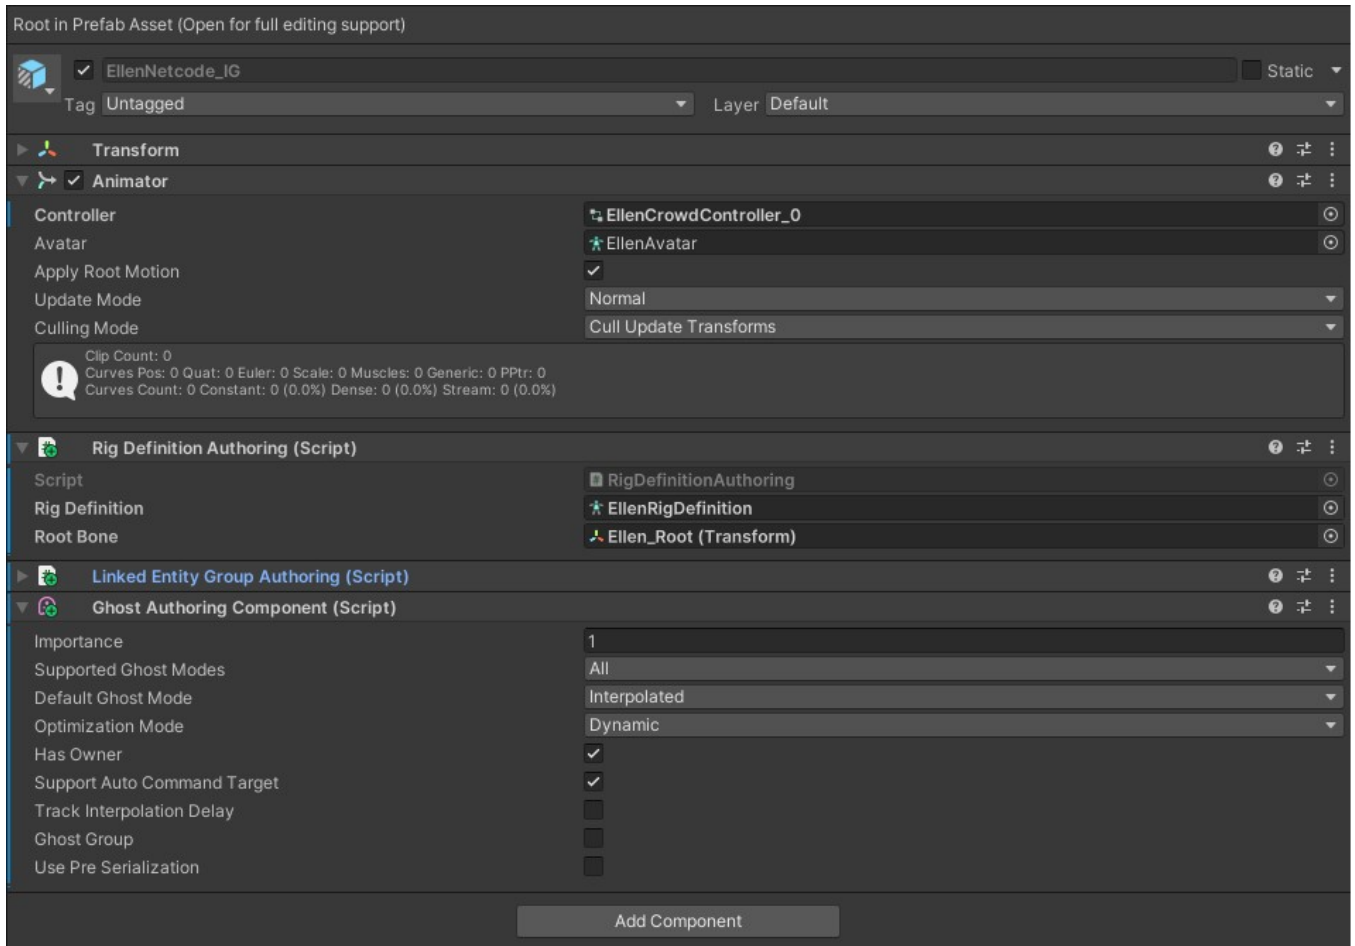 Root in Prefab Asset (Open for full editing support)
EllenNetcode_IG Static
Tag Untagged Layer Default
Transform
Animator
Controller EllenCrowdController_0
Avatar EllenAvatar
Apply Root Motion
Update Mode Normal
Culling Mode Cull Update Transforms
Clip Count: 0
Curves Pos: 0 Quat: 0 Euler: 0 Scale: 0 Muscles: 0 Generic: 0 PPtr: 0
Curves Count: 0 Constant: 0 (0.0%) Dense: 0 (0.0%) Stream: 0 (0.0%)
Rig Definition Authoring (Script)
Script RigDefinitionAuthoring
Rig Definition EllenRigDefinition
Root Bone Ellen_Root (Transform)
Linked Entity Group Authoring (Script)
Ghost Authoring Component (Script)
Importance 1
Supported Ghost Modes All
Default Ghost Mode Interpolated
Optimization Mode Dynamic
Has Owner
Support Auto Command Target
Track Interpolation Delay
Ghost Group
Use Pre Serialization
Add Component